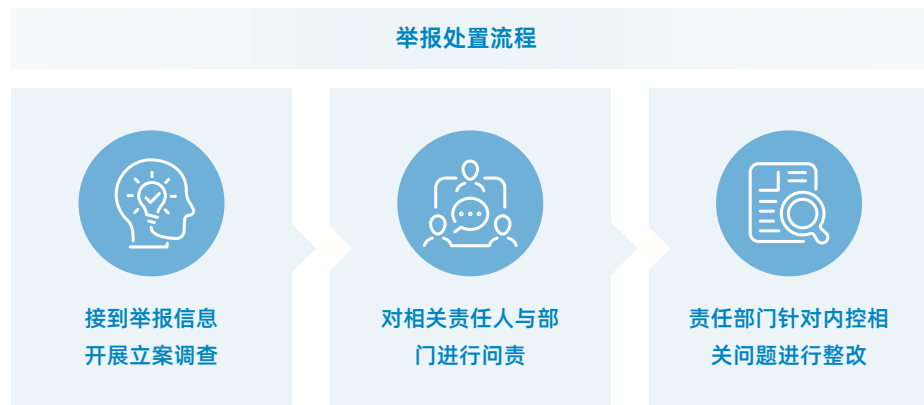 举报处置流程
接到举报信息
开展立案调查
对相关责任人与部
门进行问责
责任部门针对内控相
关问题进行整改